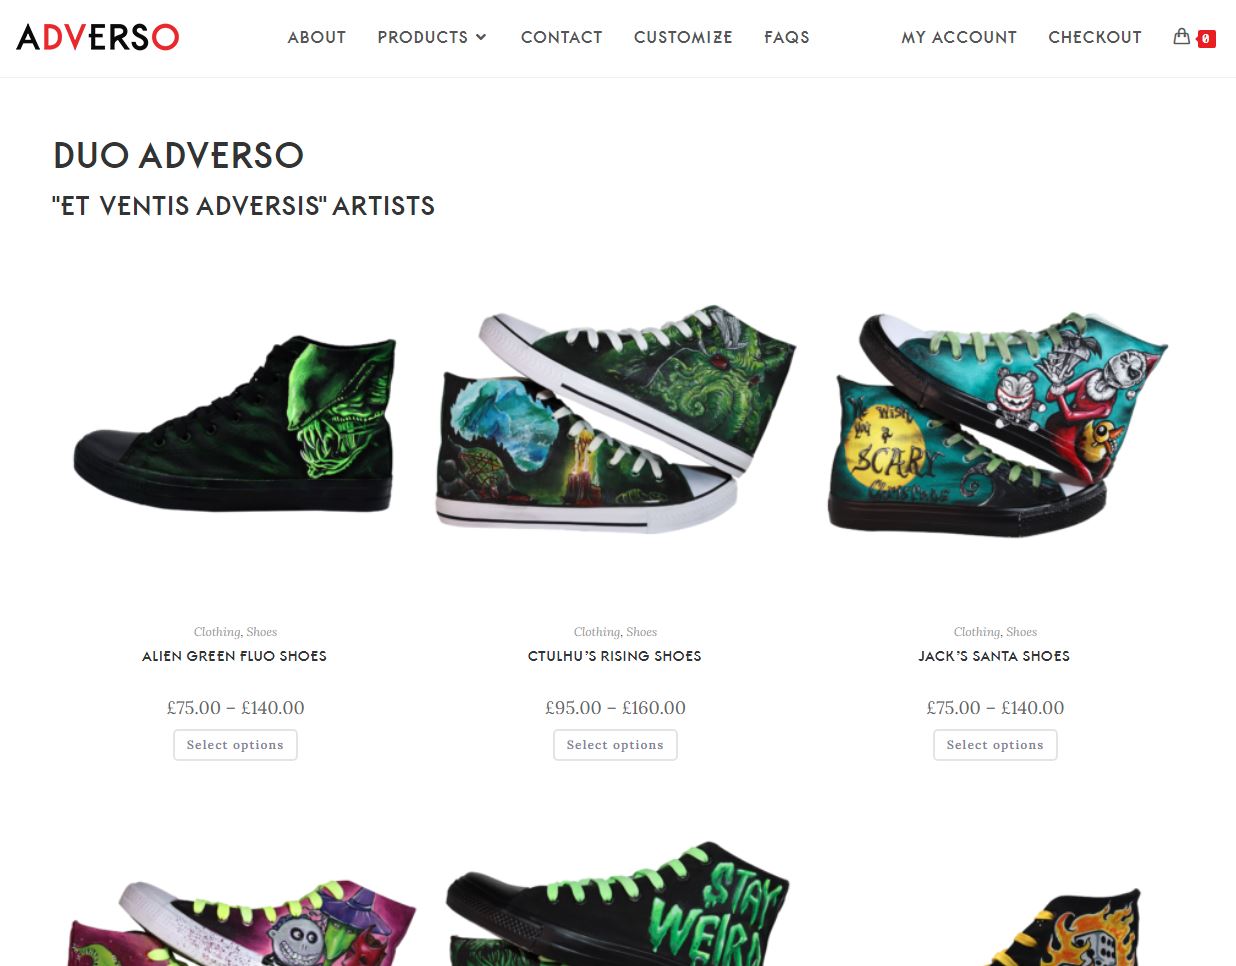 ADVERSO
ABOUT PRODUCTS CONTACT CUSTOMIZE FAQS MY ACCOUNT CHECKOUT 0
DUO ADVERSO
"ET VENTIS ADVERSIS" ARTISTS
We Wish
You a
SCARY
Christmas
Clothing, Shoes
ALIEN GREEN FLUO SHOES
£75.00 – £140.00
Select options
Clothing, Shoes
CTULHU'S RISING SHOES
£95.00 – £160.00
Select options
Clothing, Shoes
JACK'S SANTA SHOES
£75.00 – £140.00
Select options
STAY
WEIRD